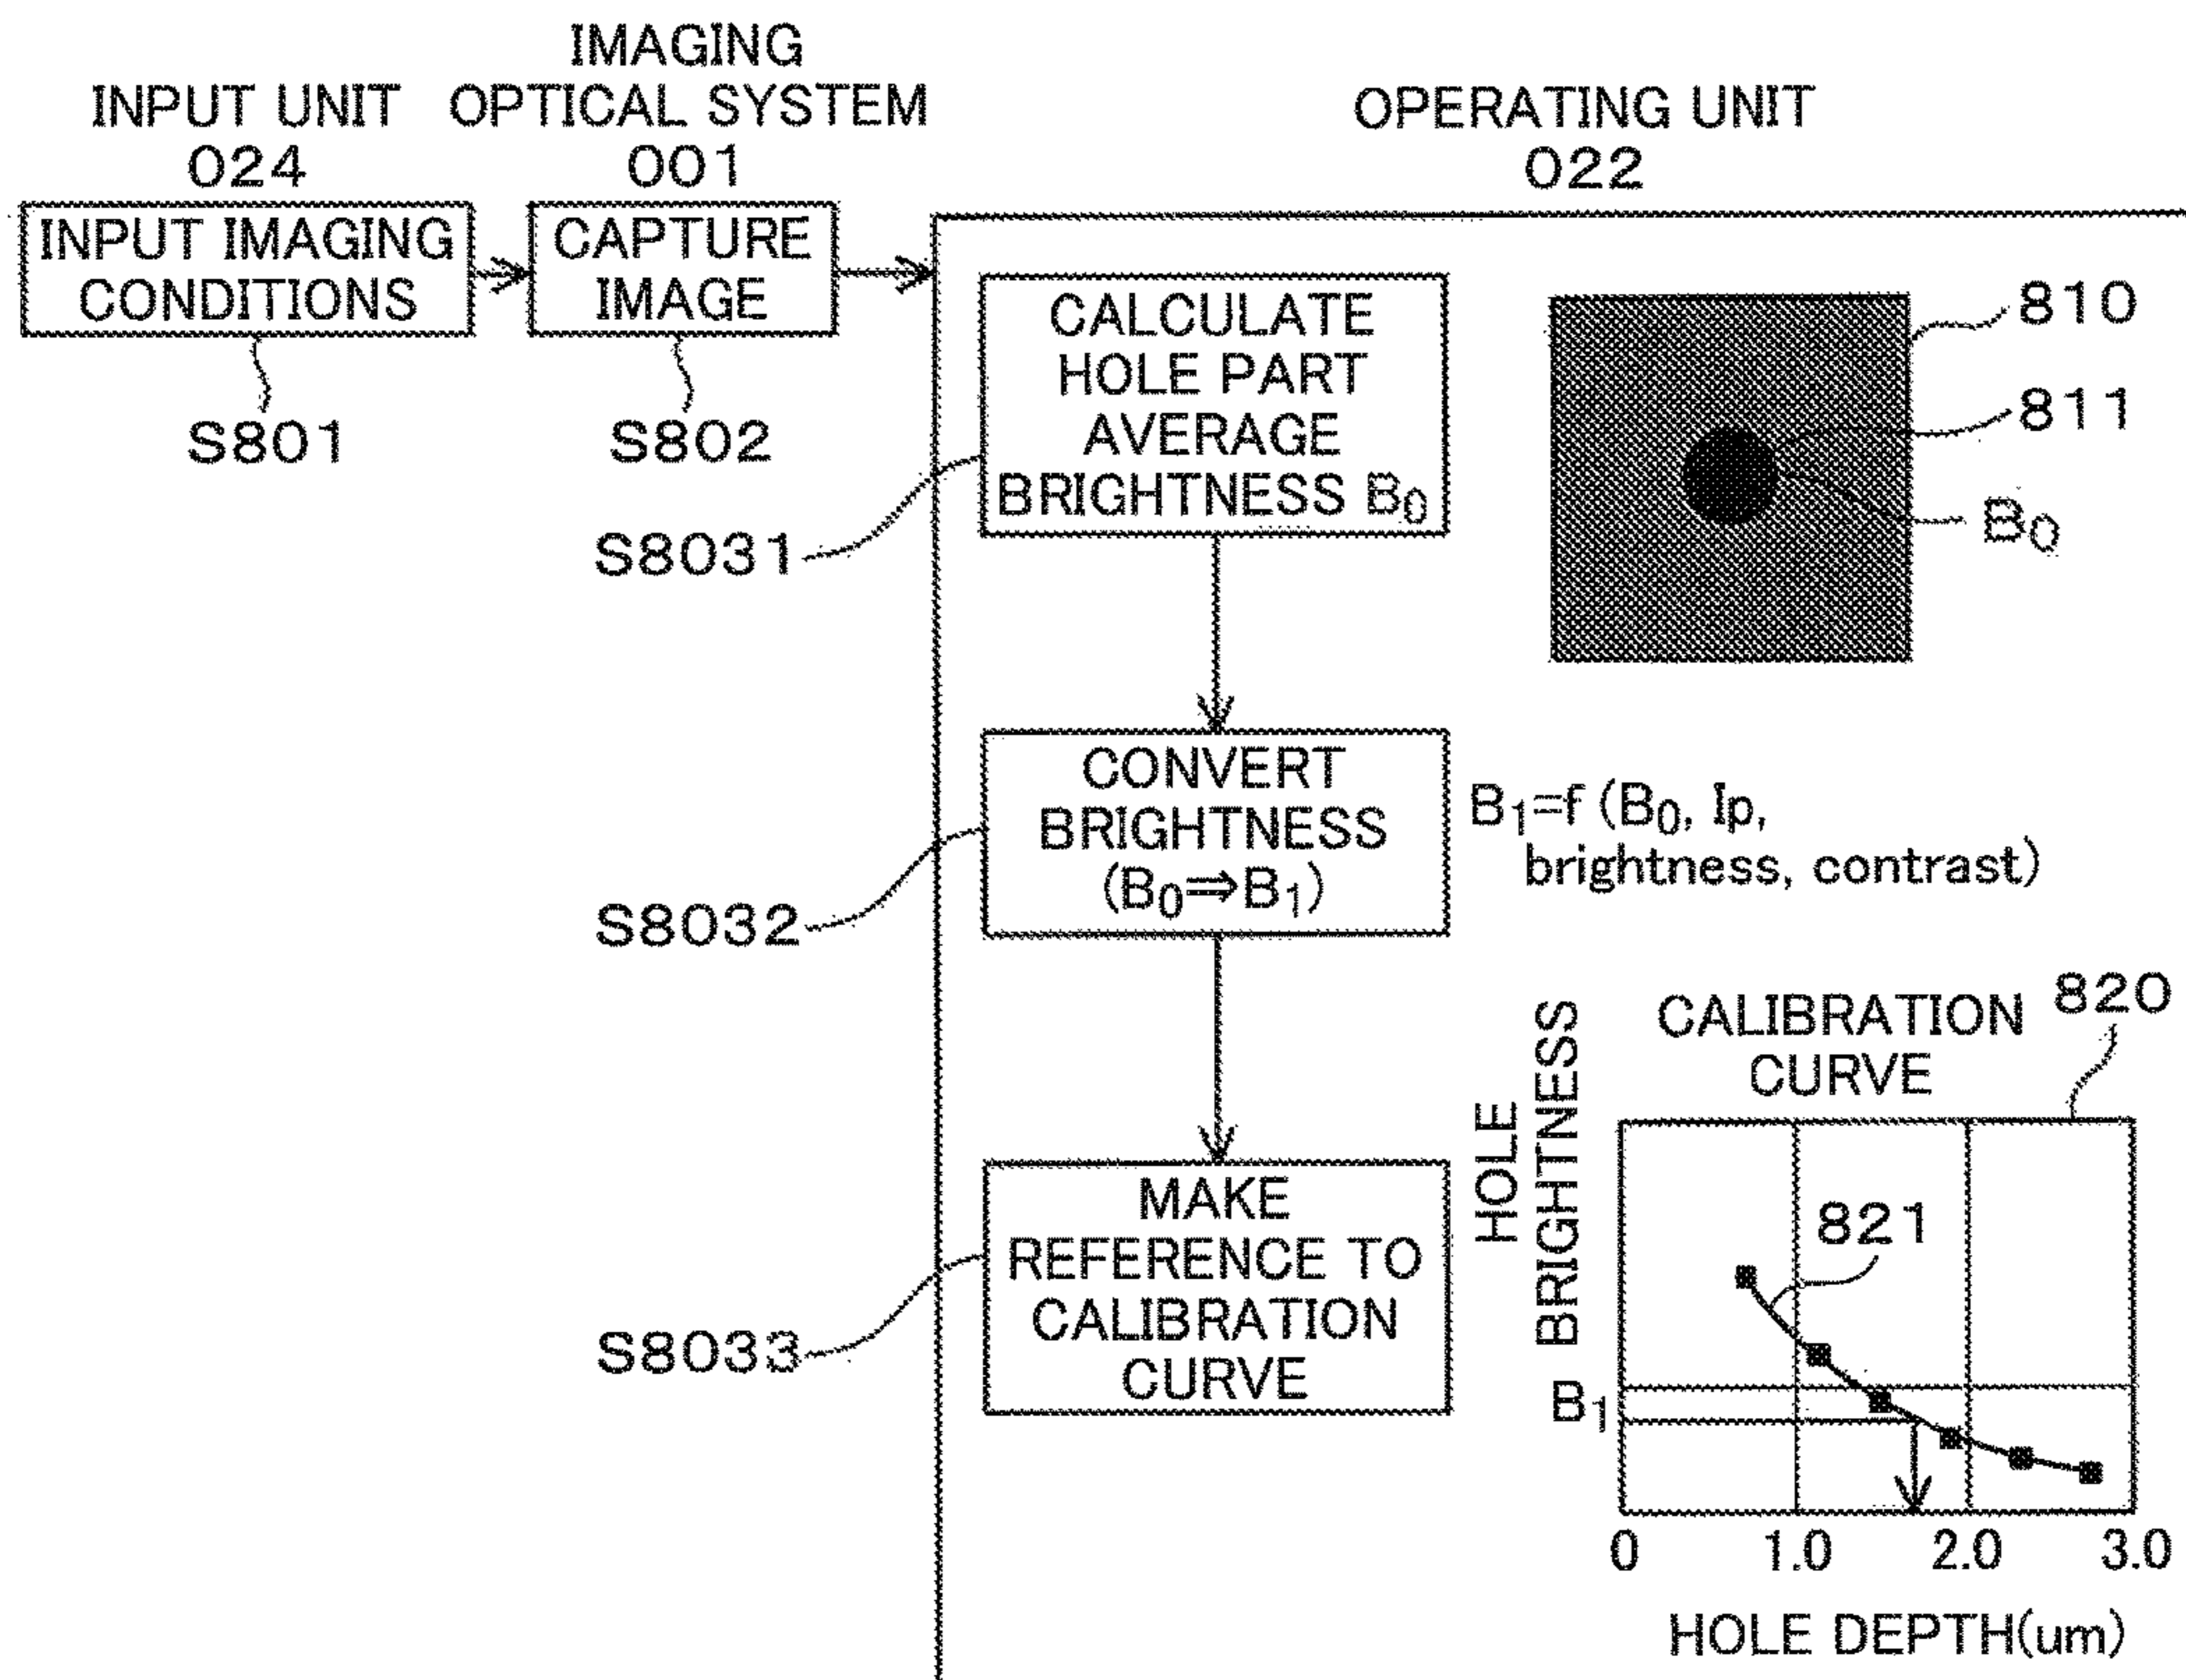 INPUT UNIT
024
INPUT IMAGING
CONDITIONS
S801
IMAGING
OPTICAL SYSTEM
001
CAPTURE
IMAGE
S802
OPERATING UNIT
022
CALCULATE
HOLE PART
AVERAGE
BRIGHTNESS B0
S8031
810
811
B0
CONVERT
BRIGHTNESS
(B0⇒B1)
S8032
B1=f (B0, Ip,
brightness, contrast)
MAKE
REFERENCE TO
CALIBRATION
CURVE
S8033
CALIBRATION
CURVE
820
HOLE
BRIGHTNESS
821
B1
0 1.0 2.0 3.0
HOLE DEPTH(um)